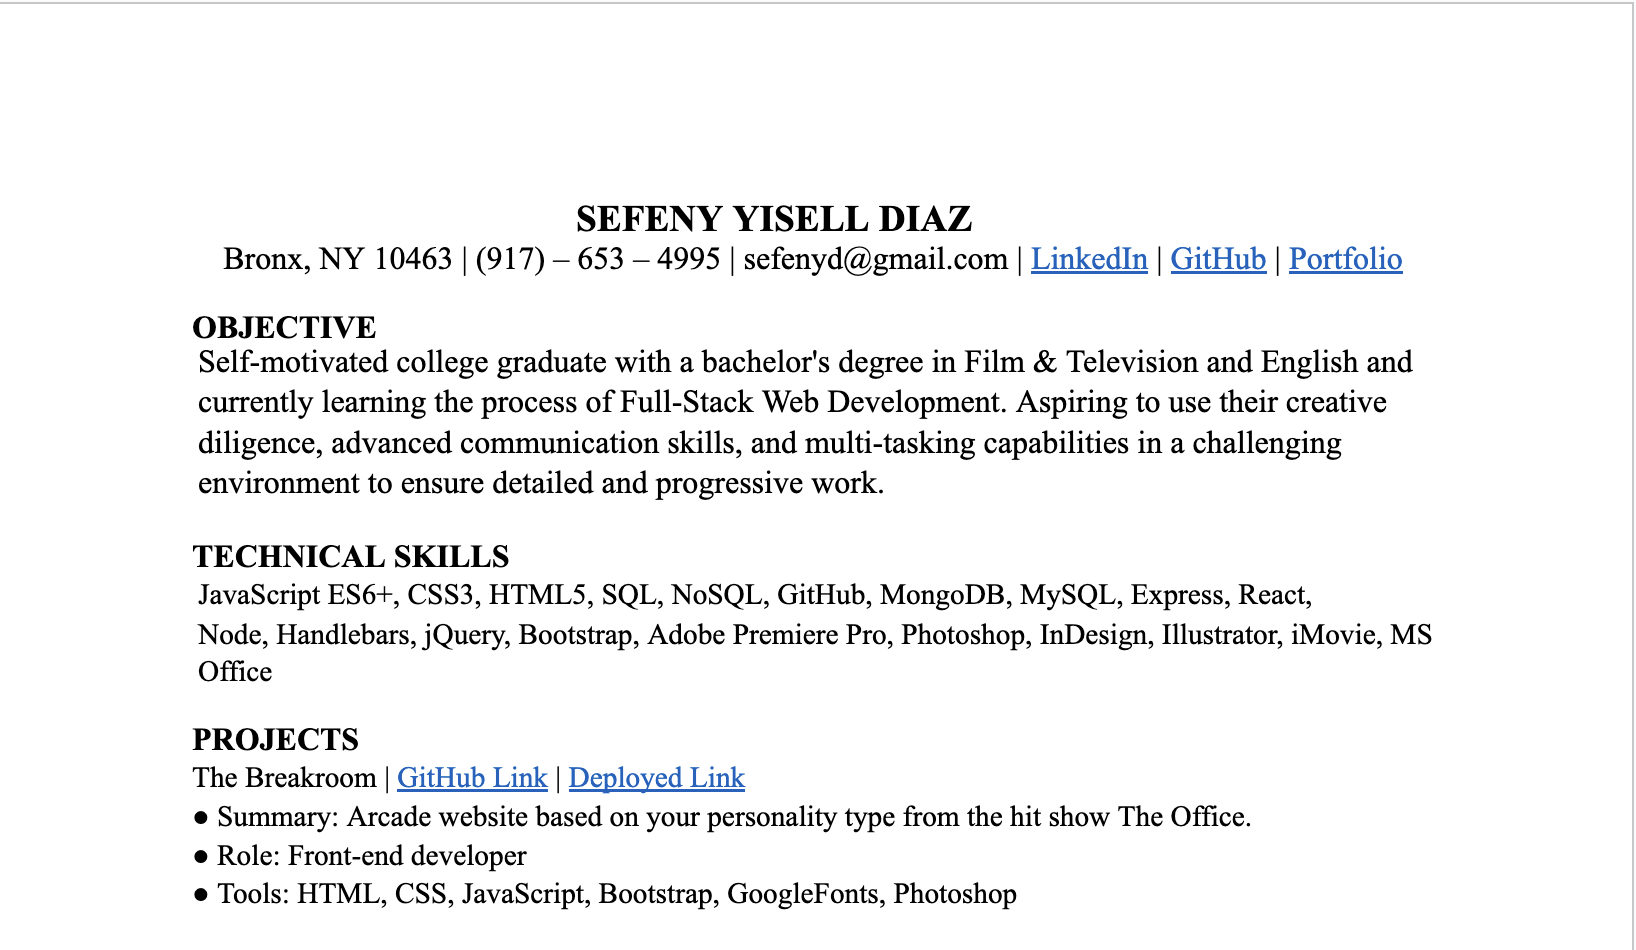 SEFENY YISELL DIAZ
Bronx, NY 10463 | (917) – 653 – 4995 | sefenyd@gmail.com | LinkedIn | GitHub | Portfolio
OBJECTIVE
Self-motivated college graduate with a bachelor's degree in Film & Television and English and
currently learning the process of Full-Stack Web Development. Aspiring to use their creative
diligence, advanced communication skills, and multi-tasking capabilities in a challenging
environment to ensure detailed and progressive work.
TECHNICAL SKILLS
JavaScript ES6+, CSS3, HTML5, SQL, NoSQL, GitHub, MongoDB, MySQL, Express, React,
Node, Handlebars, jQuery, Bootstrap, Adobe Premiere Pro, Photoshop, InDesign, Illustrator, iMovie, MS
Office
PROJECTS
The Breakroom | GitHub Link | Deployed Link
● Summary: Arcade website based on your personality type from the hit show The Office.
● Role: Front-end developer
● Tools: HTML, CSS, JavaScript, Bootstrap, GoogleFonts, Photoshop